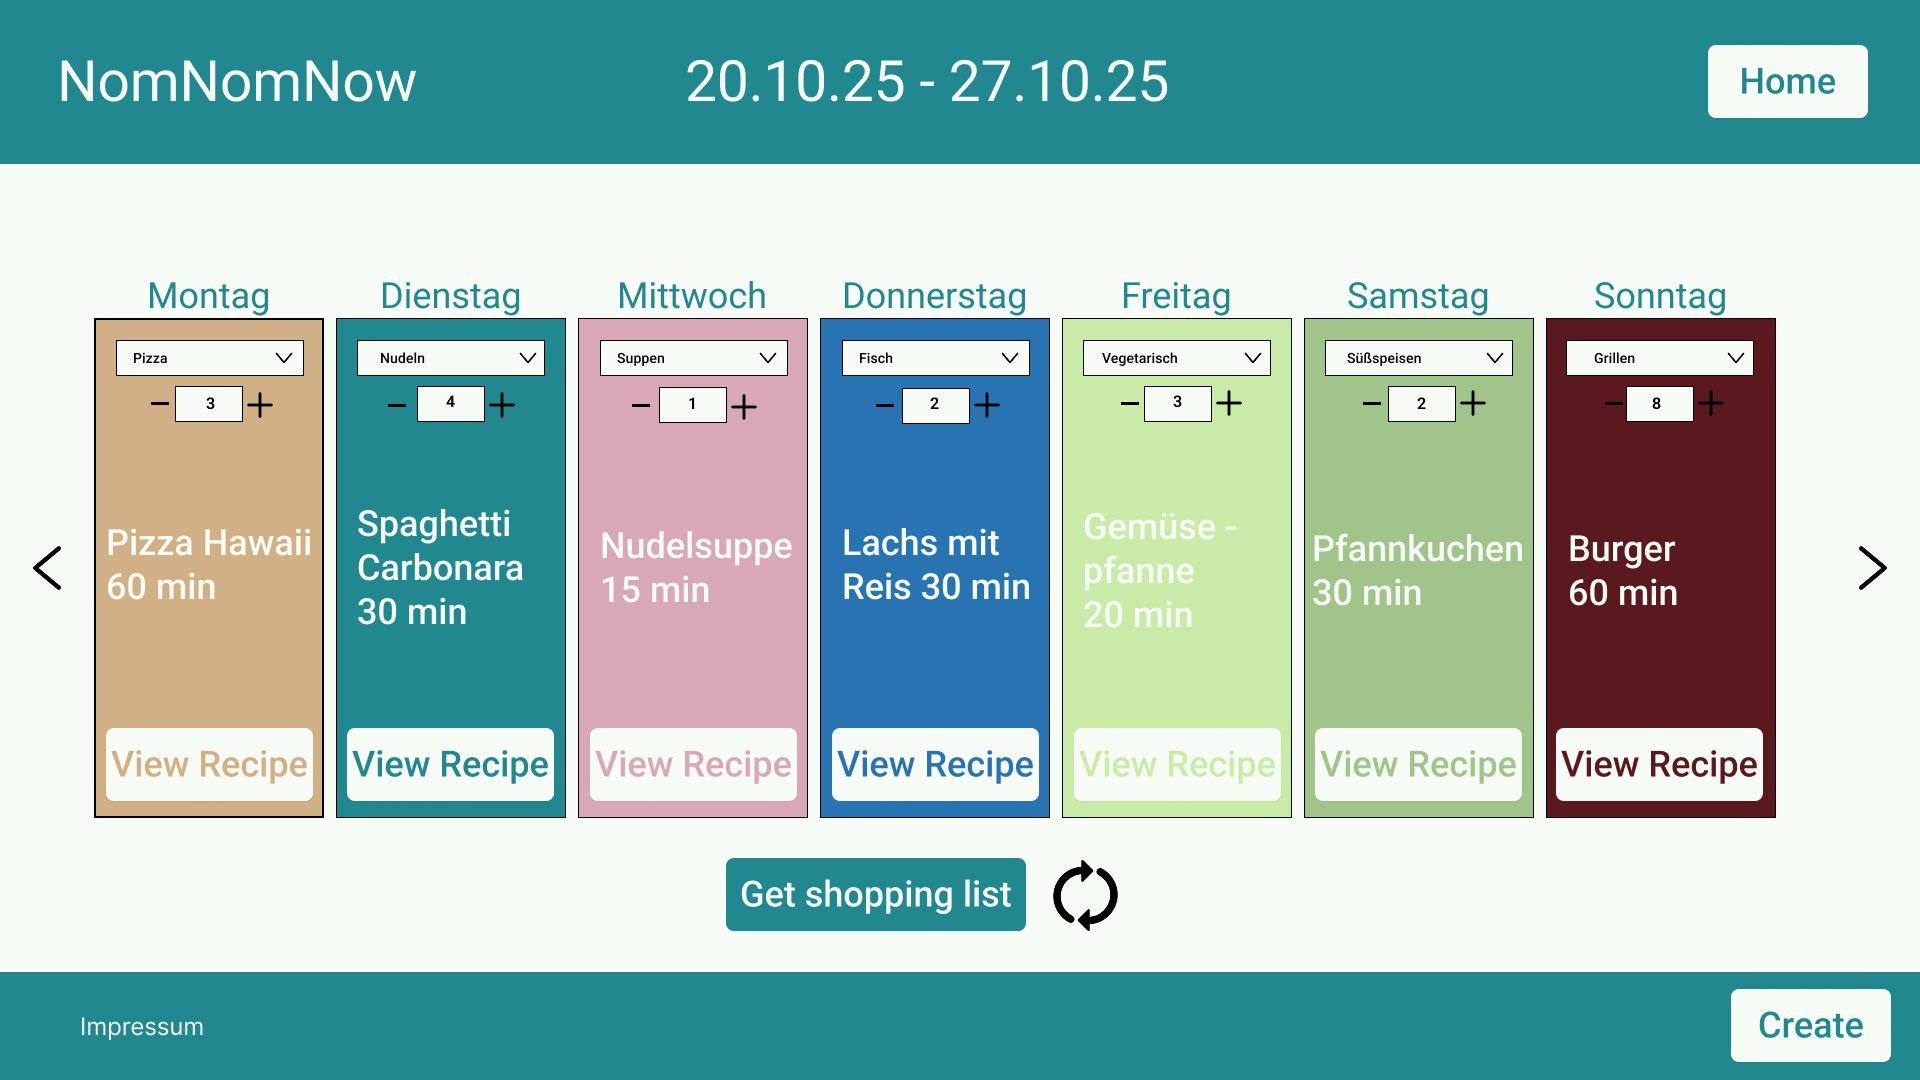 NomNomNow
20.10.25 - 27.10.25
Home
Montag
Dienstag
Mittwoch
Donnerstag
Freitag
Samstag
Sonntag
Pizza
Nudeln
Suppen
Fisch
Vegetarisch
Süßspeisen
Grillen
3
4
1
2
3
2
8
Pizza Hawaii
60 min
Spaghetti
Carbonara
30 min
Nudelsuppe
15 min
Lachs mit
Reis 30 min
Gemüse -
pfanne
20 min
Pfannkuchen
30 min
Burger
60 min
View Recipe
View Recipe
View Recipe
View Recipe
View Recipe
View Recipe
View Recipe
Get shopping list
Impressum
Create